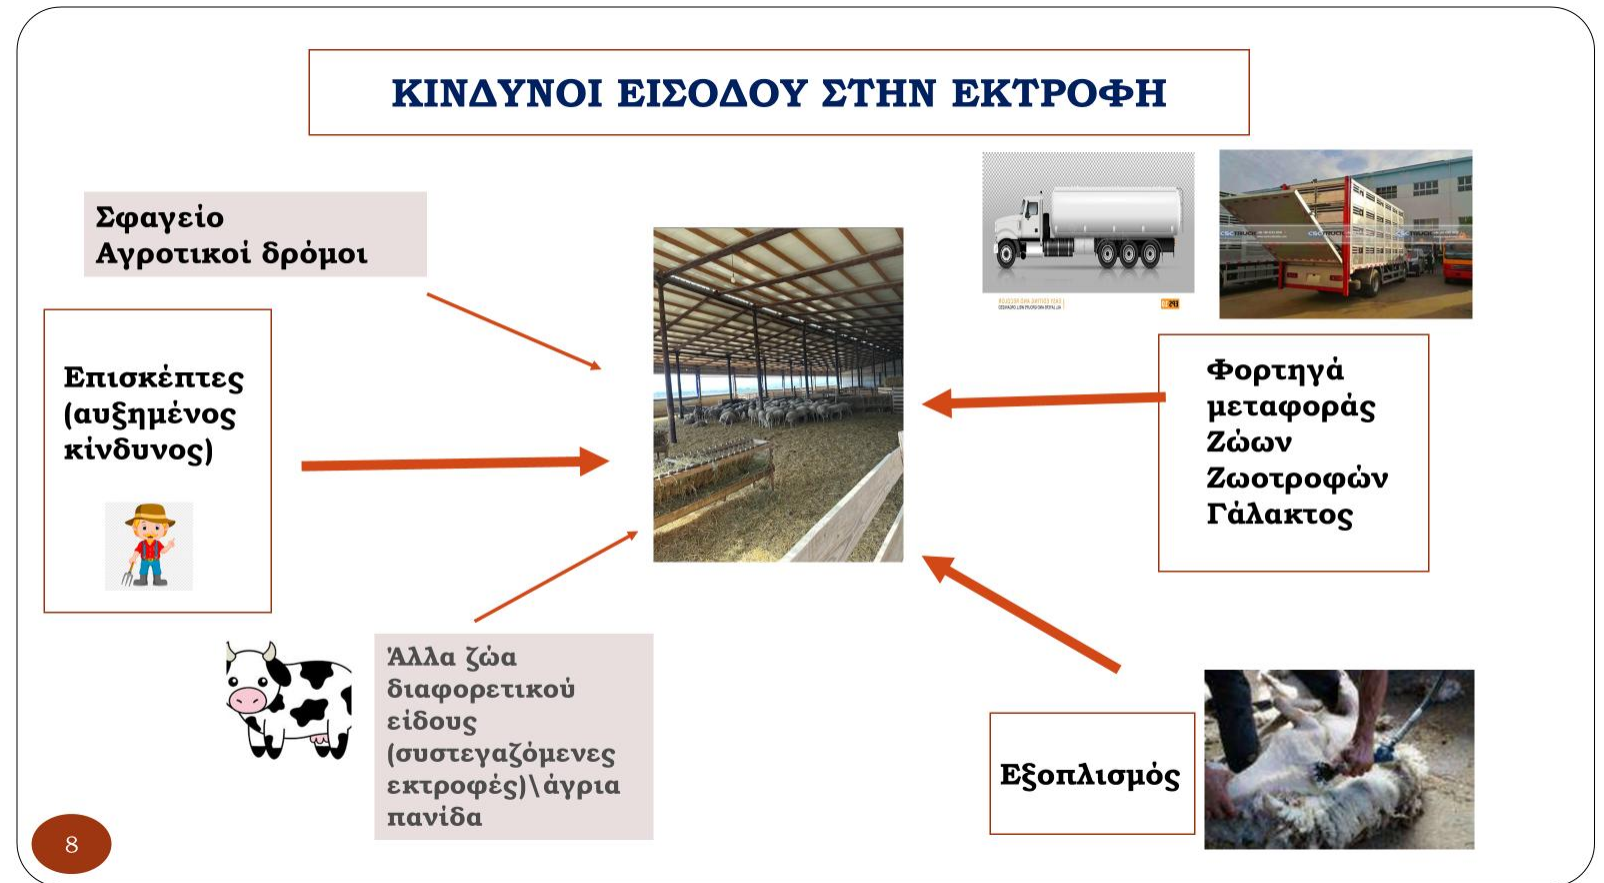 ΚΙΝΔΥΝΟΙ ΕΙΣΟΔΟΥ ΣΤΗΝ ΕΚΤΡΟΦΗ
Σφαγείο
Αγροτικοί δρόμοι
Επισκέπτες
(αυξημένος
κίνδυνος)
Φορτηγά
μεταφοράς
Ζώων
Ζωοτροφών
Γάλακτος
Άλλα ζώα
διαφορετικού
είδους
(συστεγαζόμενες
εκτροφές)\άγρια
πανίδα
Εξοπλισμός
8